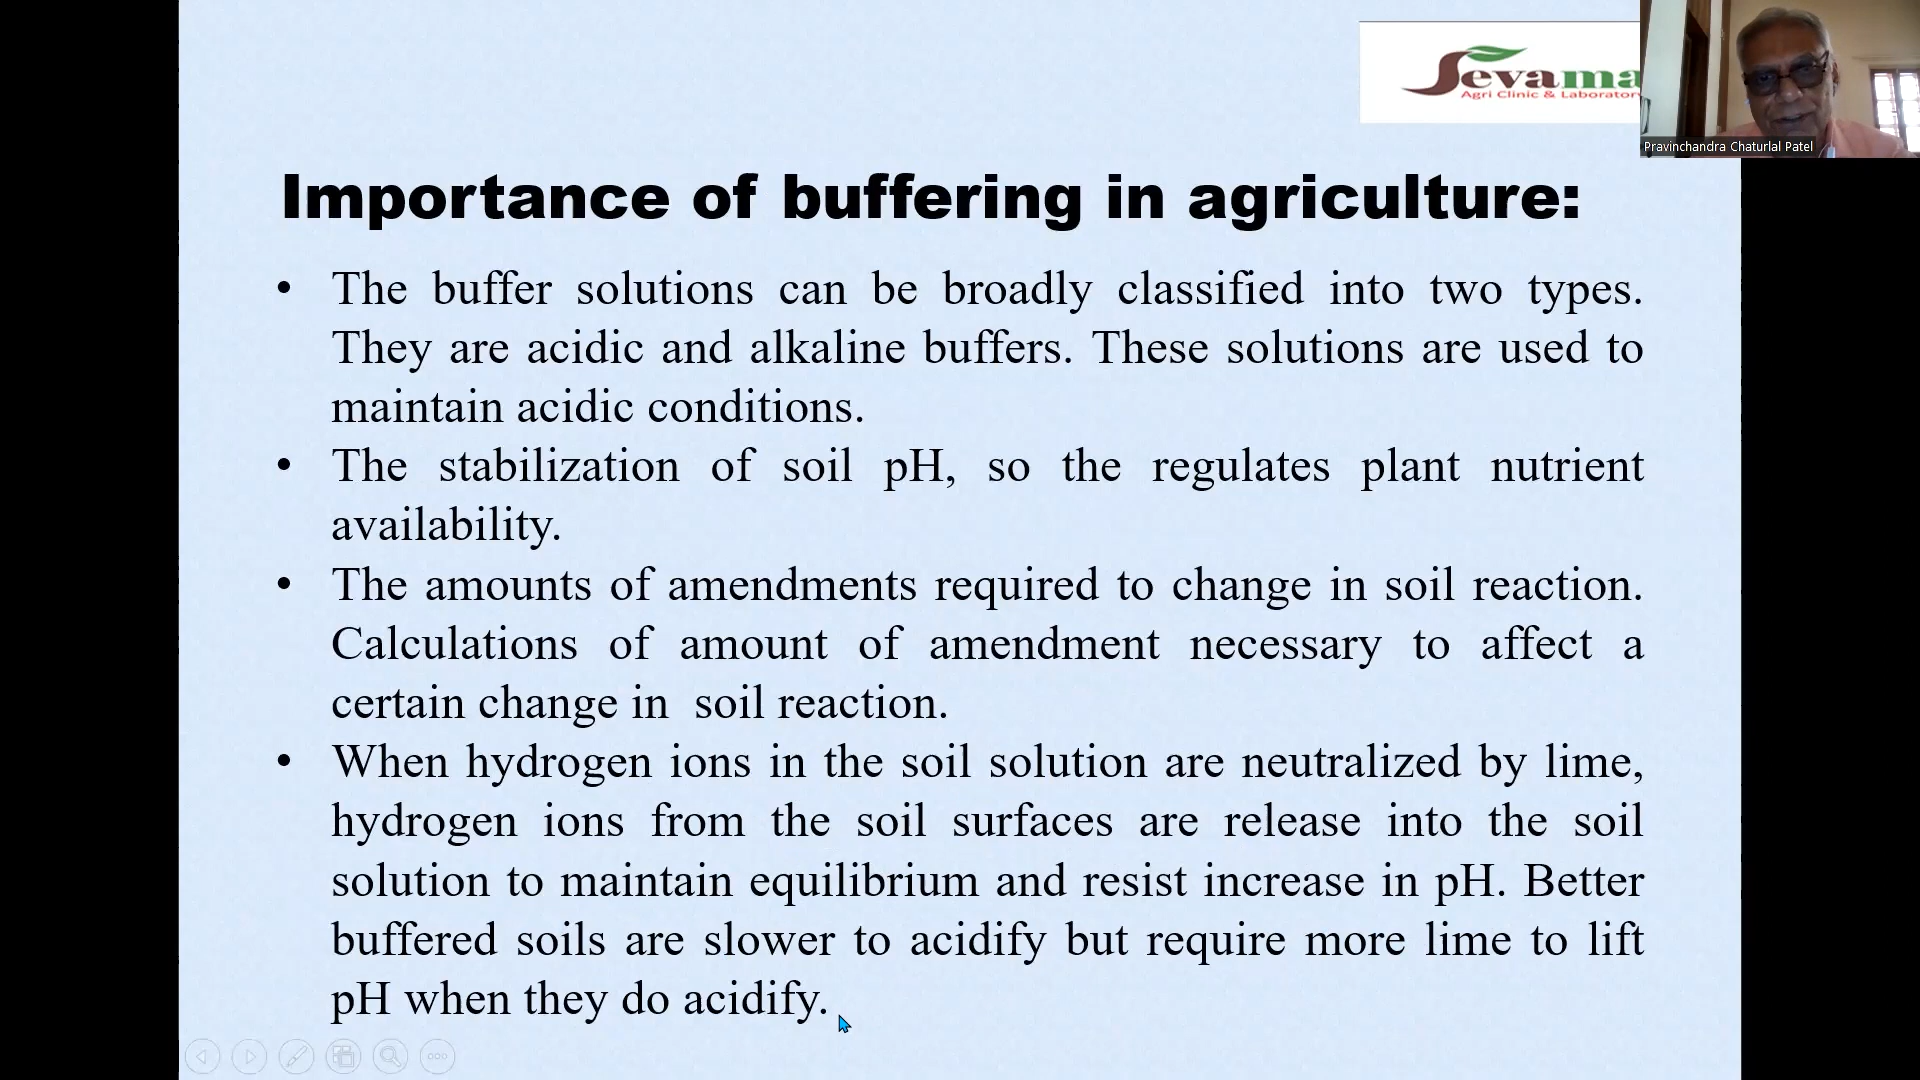 Sevama
Agri Clinic & Laborator
Pravinchandra Chaturlal Patel
Importance of buffering in agriculture:
• The buffer solutions can be broadly classified into two types.
They are acidic and alkaline buffers. These solutions are used to
maintain acidic conditions.
• The stabilization of soil pH, so the regulates plant nutrient
availability.
• The amounts of amendments required to change in soil reaction.
Calculations of amount of amendment necessary to affect a
certain change in soil reaction.
• When hydrogen ions in the soil solution are neutralized by lime,
hydrogen ions from the soil surfaces are release into the soil
solution to maintain equilibrium and resist increase in pH. Better
buffered soils are slower to acidify but require more lime to lift
pH when they do acidify.